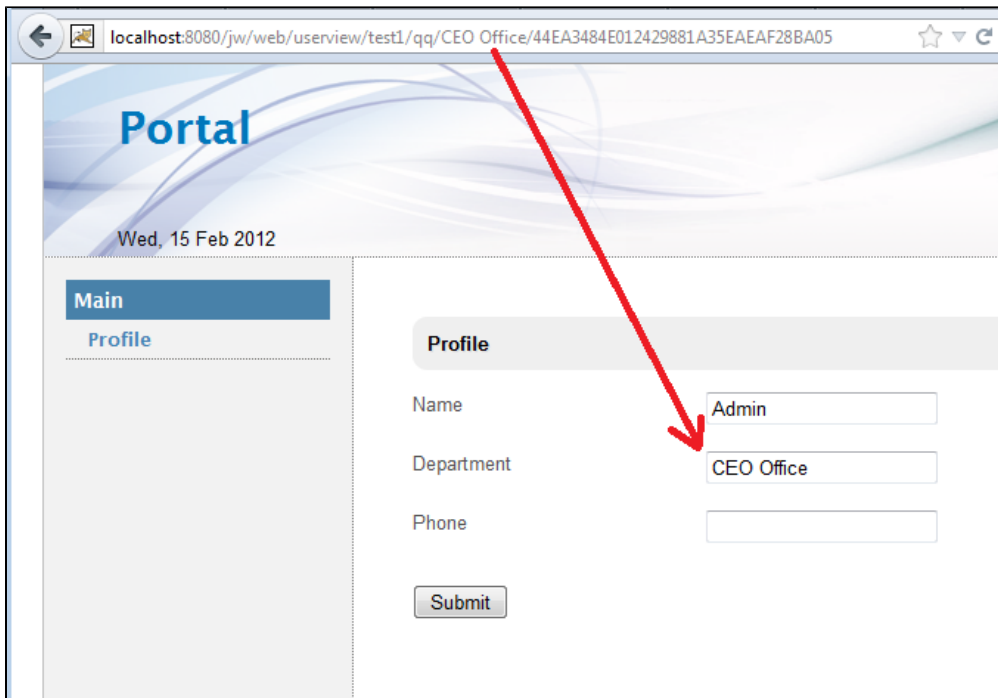 localhost:8080/jw/web/userview/test1/qq/CEO Office/44EA3484E012429881A35EAEAF28BA05
Portal
Wed, 15 Feb 2012
Main
Profile
Profile
Name
Admin
Department
CEO Office
Phone
Submit